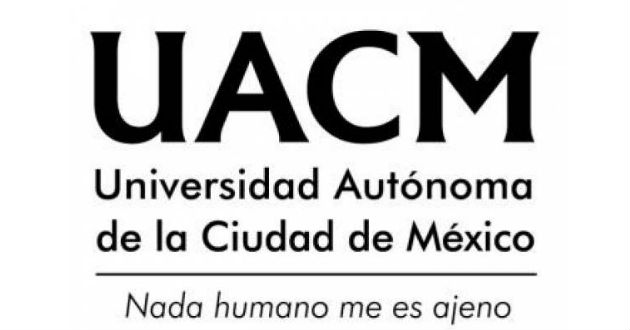 UACM
Universidad Autónoma
de la Ciudad de México
Nada humano me es ajeno